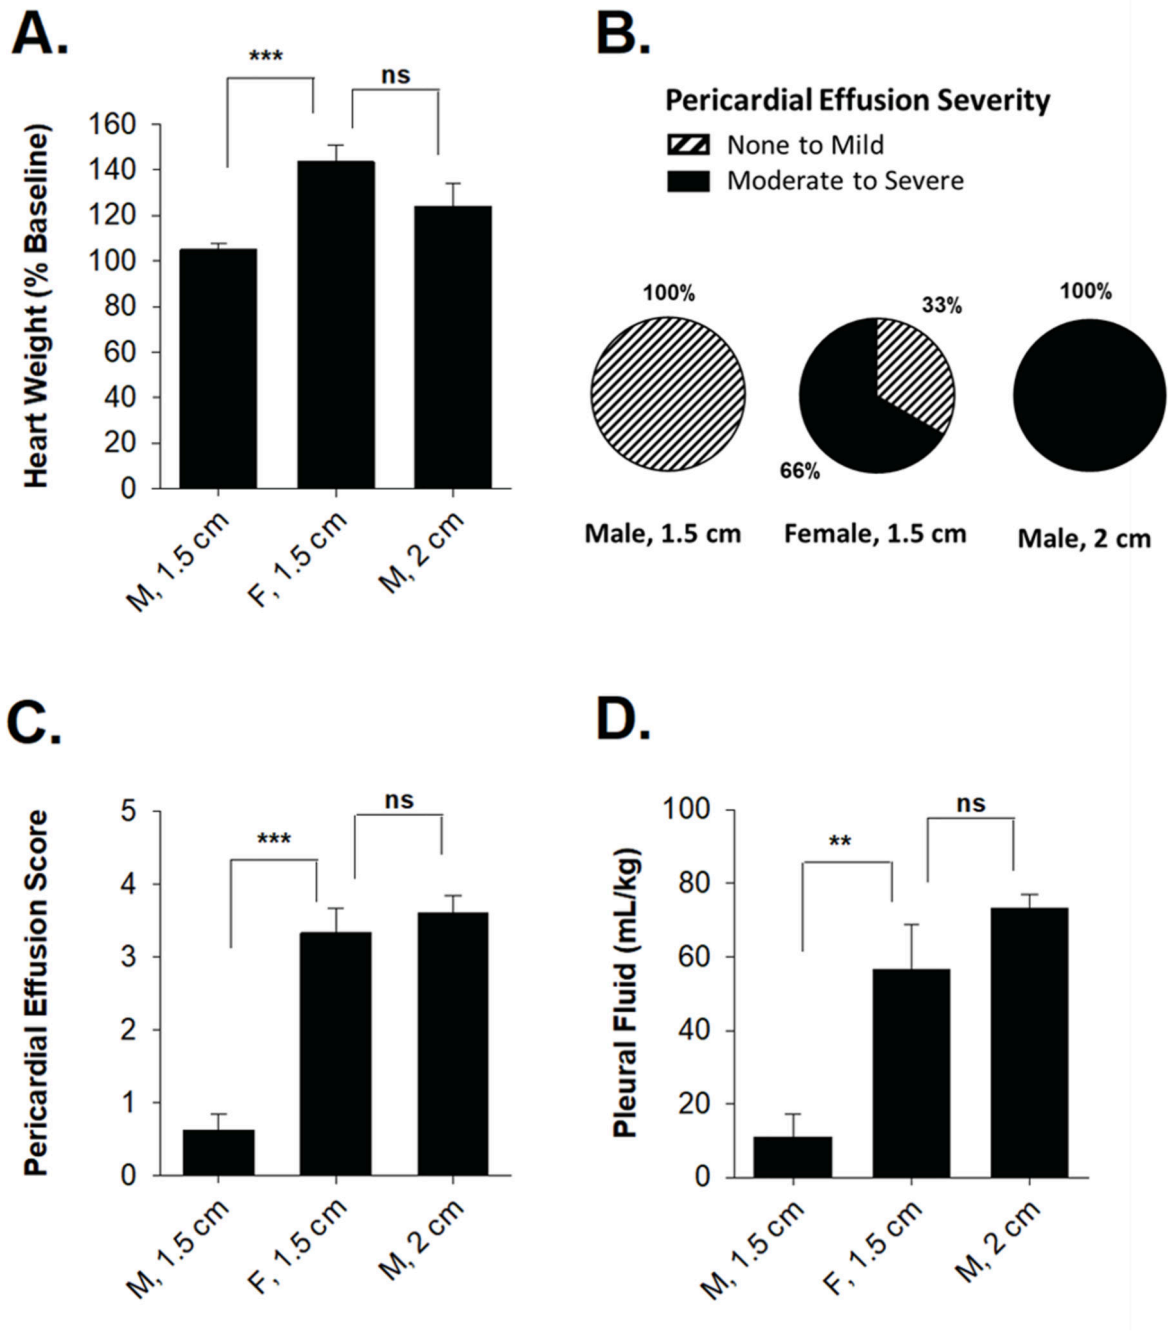 A.
***
ns
Heart Weight (% Baseline)
160
140
120
100
80
60
40
20
0
M, 1.5 cm
F, 1.5 cm
M, 2 cm
B.
Pericardial Effusion Severity
None to Mild
Moderate to Severe
100%
33%
66%
100%
Male, 1.5 cm
Female, 1.5 cm
Male, 2 cm
C.
***
ns
Pericardial Effusion Score
5
4
3
2
1
0
M, 1.5 cm
F, 1.5 cm
M, 2 cm
D.
**
ns
Pleural Fluid (mL/kg)
100
80
60
40
20
0
M, 1.5 cm
F, 1.5 cm
M, 2 cm